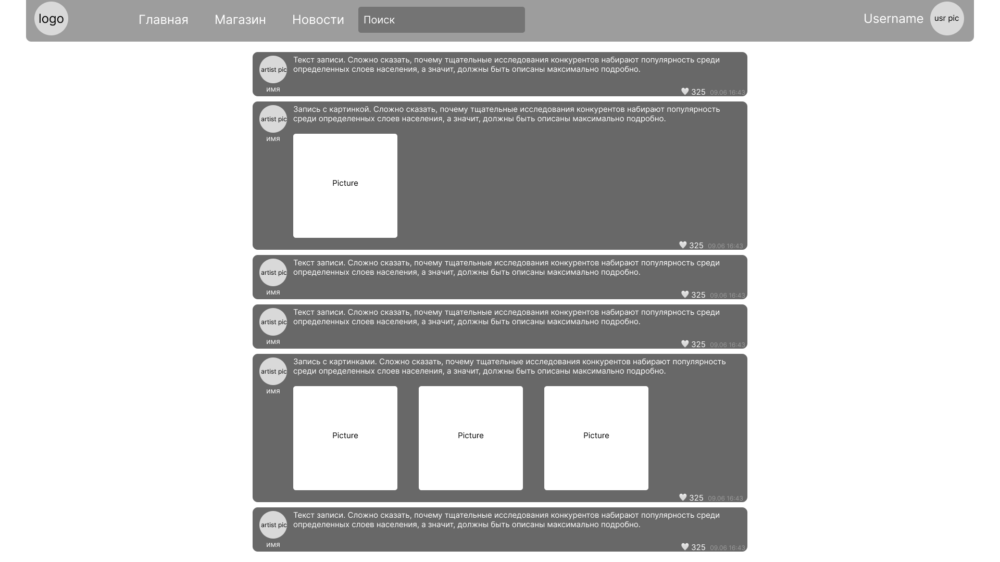 logo
Главная
Магазин
Новости
Поиск
Username
usr pic
artist pic
имя
Текст записи. Сложно сказать, почему тщательные исследования конкурентов набирают популярность среди
определенных слоев населения, а значит, должны быть описаны максимально подробно.
325 09.06 16:43
artist pic
имя
Запись с картинкой. Сложно сказать, почему тщательные исследования конкурентов набирают популярность
среди определенных слоев населения, а значит, должны быть описаны максимально подробно.
Picture
325 09.06 16:43
artist pic
имя
Текст записи. Сложно сказать, почему тщательные исследования конкурентов набирают популярность среди
определенных слоев населения, а значит, должны быть описаны максимально подробно.
325 09.06 16:43
artist pic
имя
Текст записи. Сложно сказать, почему тщательные исследования конкурентов набирают популярность среди
определенных слоев населения, а значит, должны быть описаны максимально подробно.
325 09.06 16:43
artist pic
имя
Запись с картинками. Сложно сказать, почему тщательные исследования конкурентов набирают популярность
среди определенных слоев населения, а значит, должны быть описаны максимально подробно.
Picture
Picture
Picture
325 09.06 16:43
artist pic
имя
Текст записи. Сложно сказать, почему тщательные исследования конкурентов набирают популярность среди
определенных слоев населения, а значит, должны быть описаны максимально подробно.
325 09.06 16:43